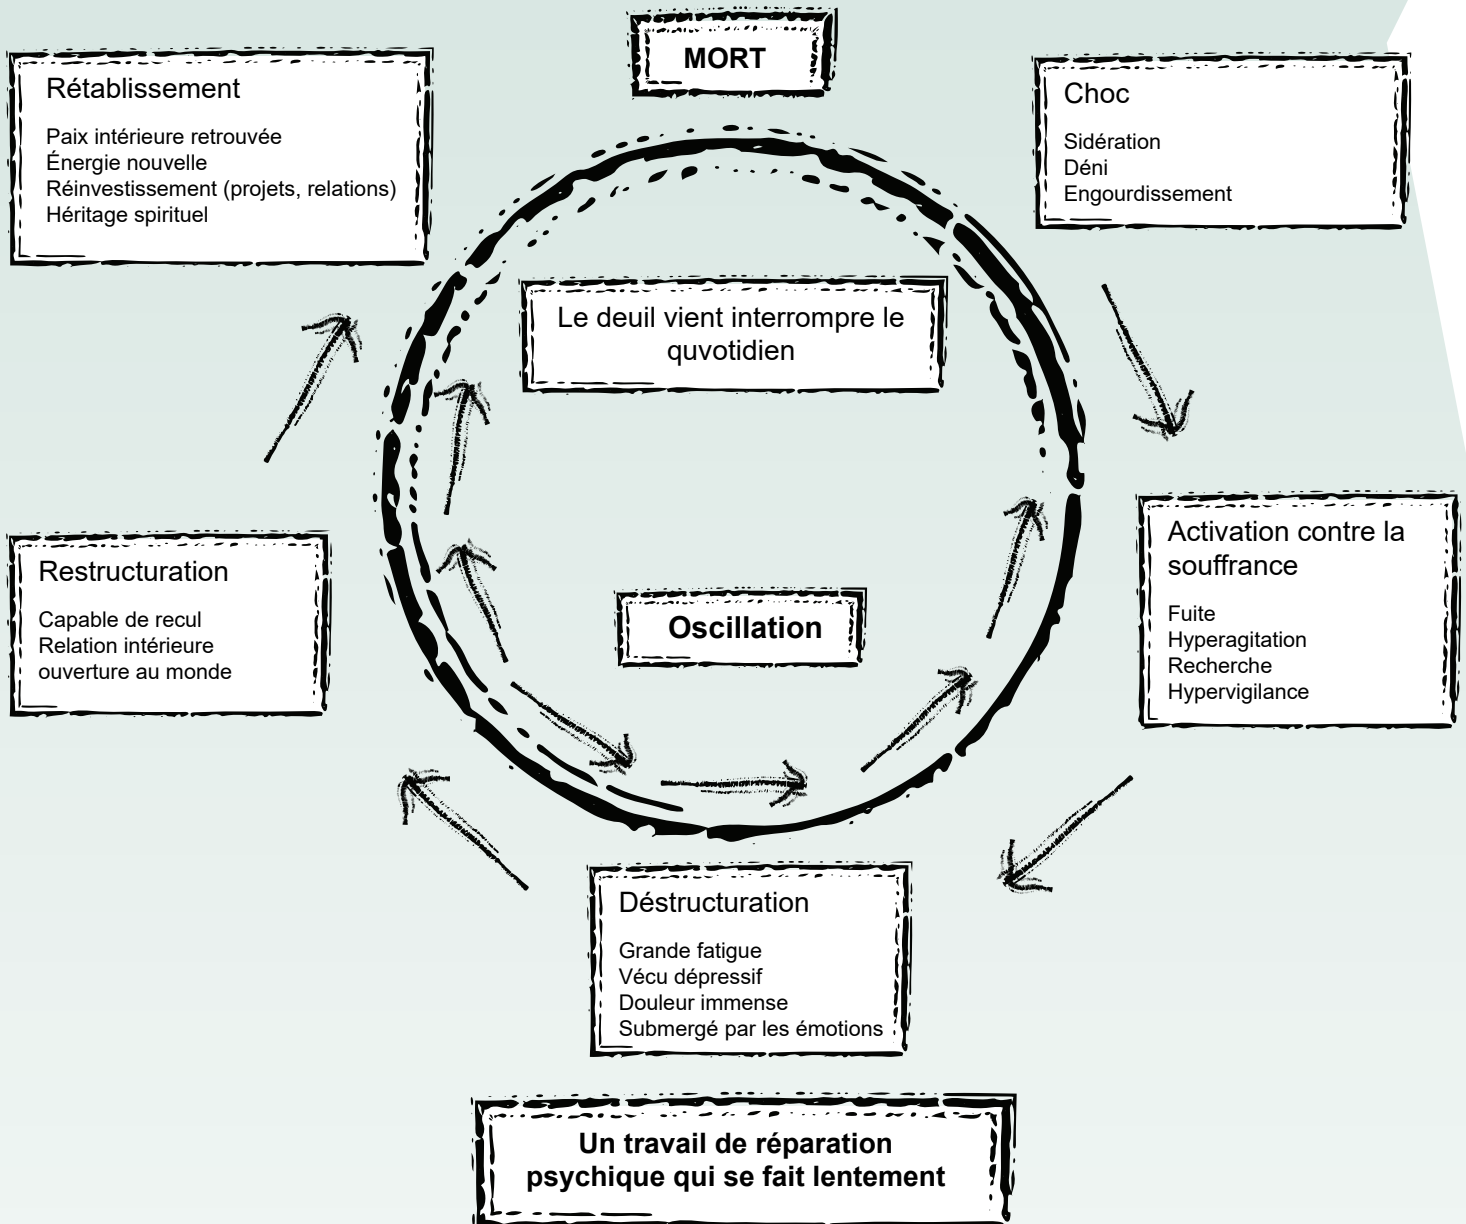 MORT
Rétablissement
Paix intérieure retrouvée
Énergie nouvelle
Réinvestissement (projets, relations)
Héritage spirituel
Choc
Sidération
Déni
Engourdissement
Le deuil vient interrompre le
quvotidien
Restructuration
Capable de recul
Relation intérieure
ouverture au monde
Oscillation
Activation contre la
souffrance
Fuite
Hyperagitation
Recherche
Hypervigilance
Déstructuration
Grande fatigue
Vécu dépressif
Douleur immense
Submergé par les émotions
Un travail de réparation
psychique qui se fait lentement